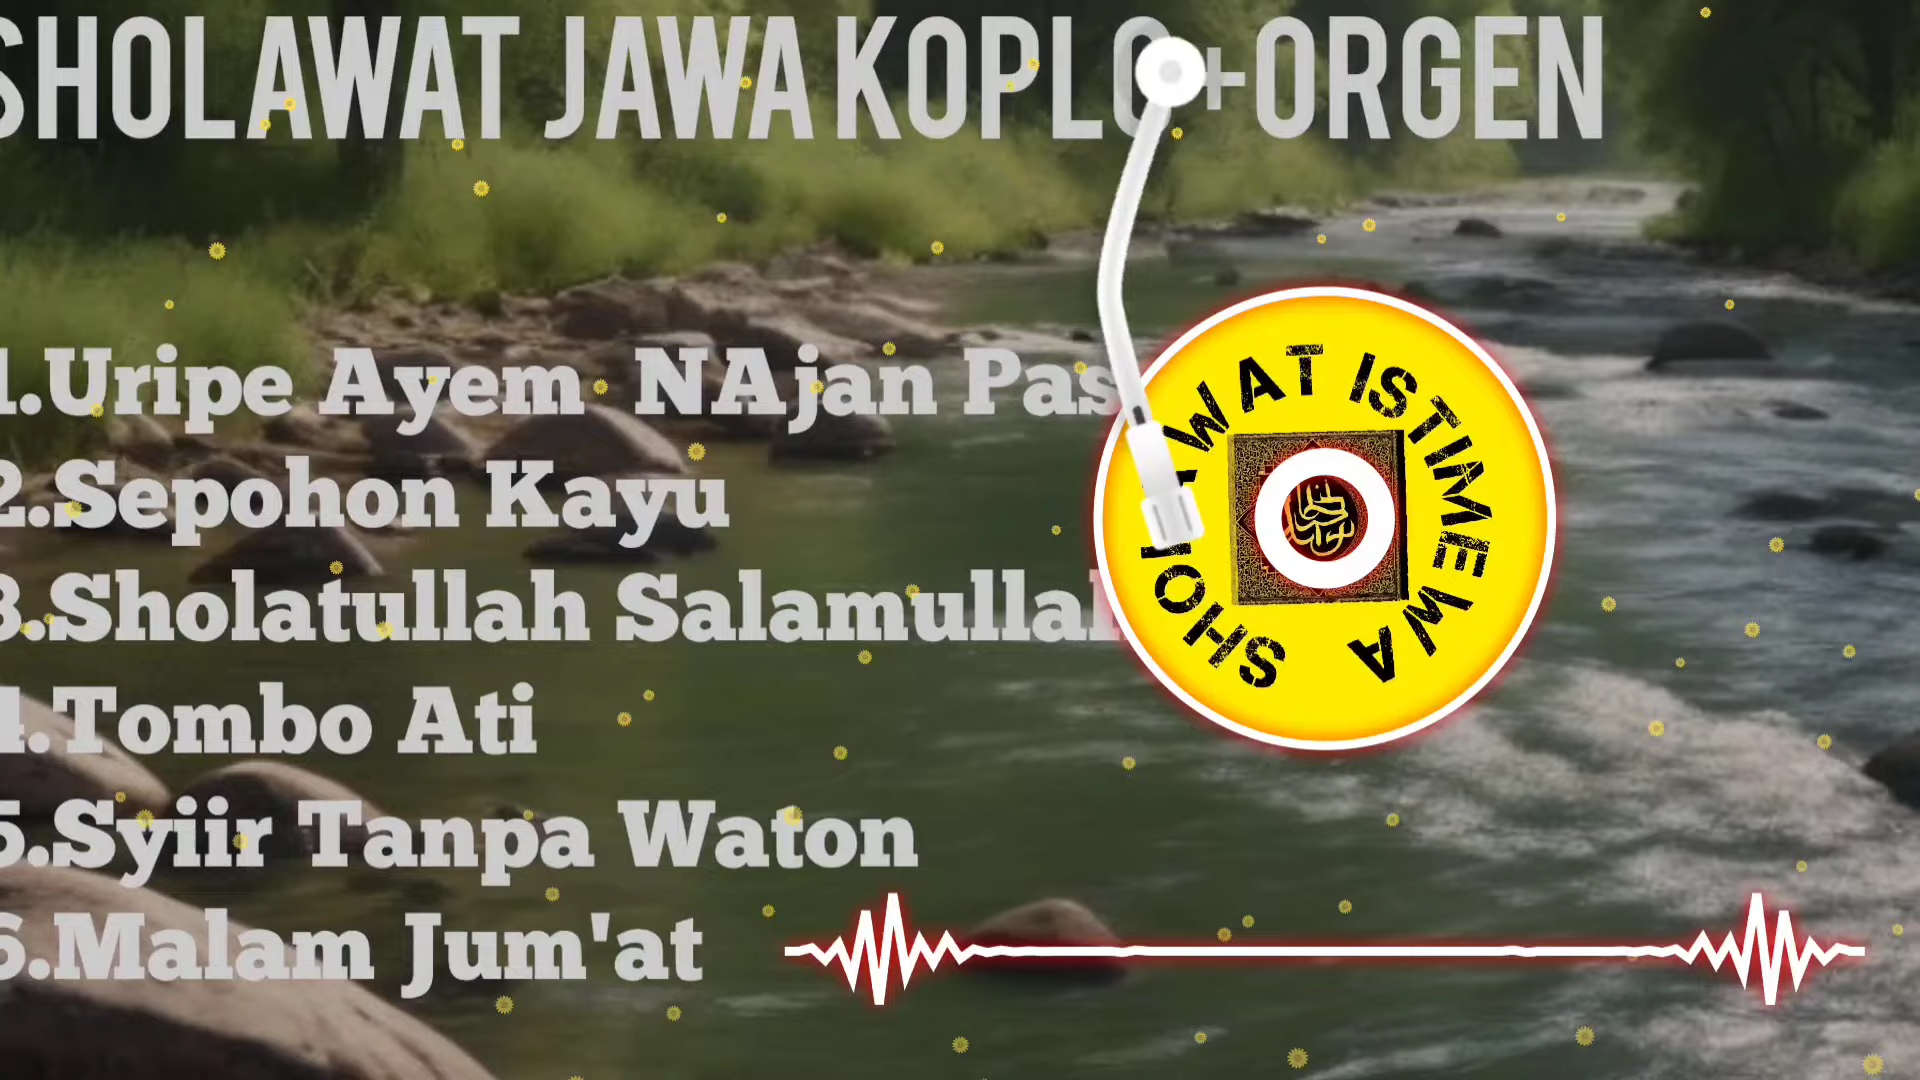 SHOLAWAT JAWA KOPLO+ORGEN
1.Uripe Ayem NAjan Pas
2.Sepohon Kayu
3.Sholatullah Salamullah
4.Tombo Ati
5.Syiir Tanpa Waton
6.Malam Jum'at
SHOLAWAT ISTIMEWA